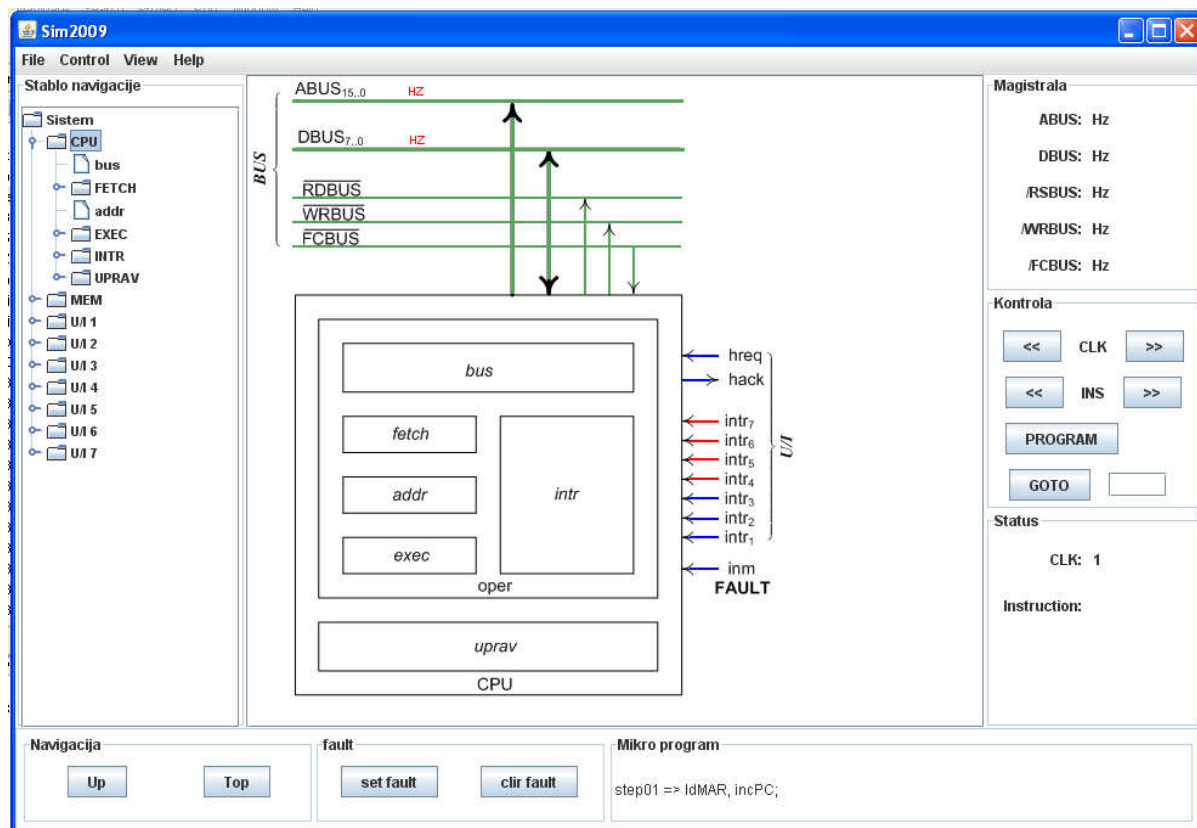 Sim2009
File Control View Help
Stablo navigacije
Sistem
CPU
bus
FETCH
addr
EXEC
INTR
UPRAV
MEM
U/I 1
U/I 2
U/I 3
U/I 4
U/I 5
U/I 6
U/I 7
ABUS15..0 HZ
DBUS7..0 HZ
BUS
RDBUS
WRBUS
FCBUS
bus
fetch
addr
exec
intr
oper
uprav
CPU
hreq
hack
intr7
intr6
intr5
intr4
intr3
intr2
intr1
U/I
inm
FAULT
Magistrala
ABUS: Hz
DBUS: Hz
/RSBUS: Hz
/WRBUS: Hz
/FCBUS: Hz
Kontrola
<< CLK >>
<< INS >>
PROGRAM
GOTO
Status
CLK: 1
Instruction:
Navigacija
Up Top
fault
set fault clir fault
Mikro program
step01 => ldMAR, incPC;